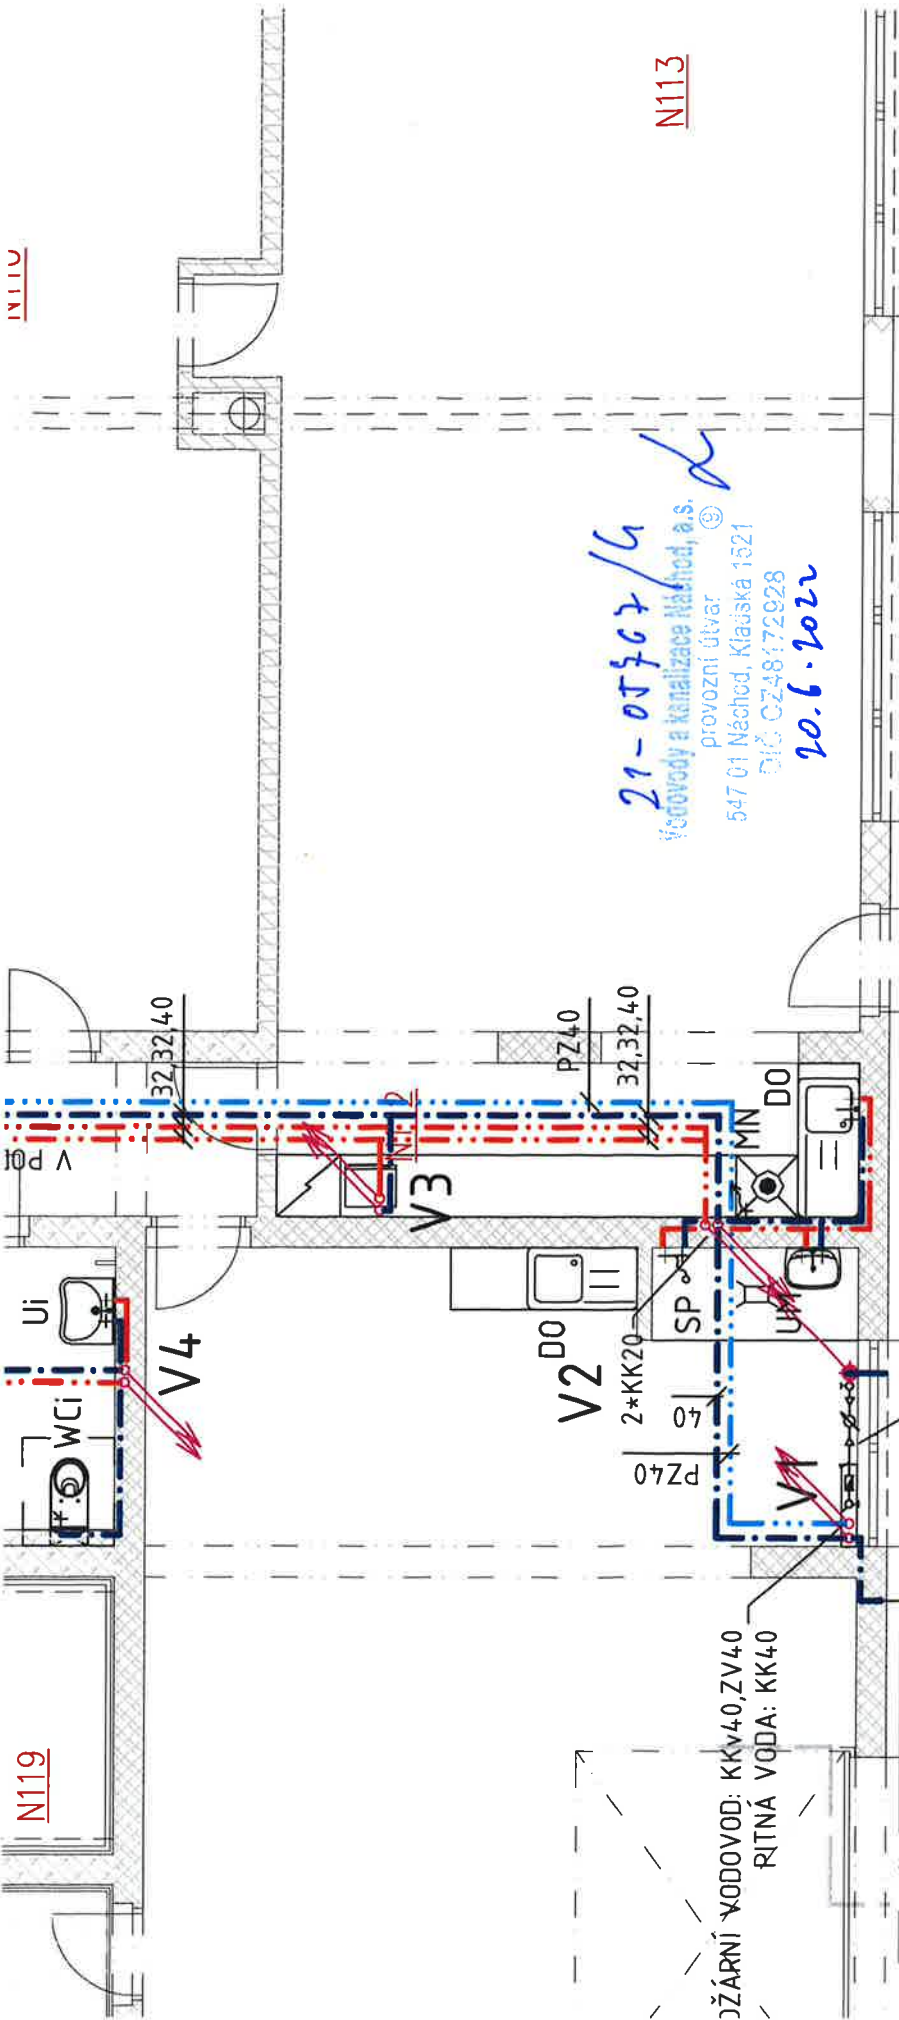 N119
WCi
Ui
V4
32,32,40
V3
N113
21-05767/G
Vodovody a kanalizace Náchod, a.s.
provozní útvar ⑨
547 01 Náchod, Kladská 1521
DIČ: CZ48172928
20.6.2022
PZ40
32,32,40
MN
DO
DO
V2
2*KK20
SP
UM
40
PZ40
V1
OŽÁRNÍ VODOVOD: KKv40,ZV40
RITNÁ VODA: KK40